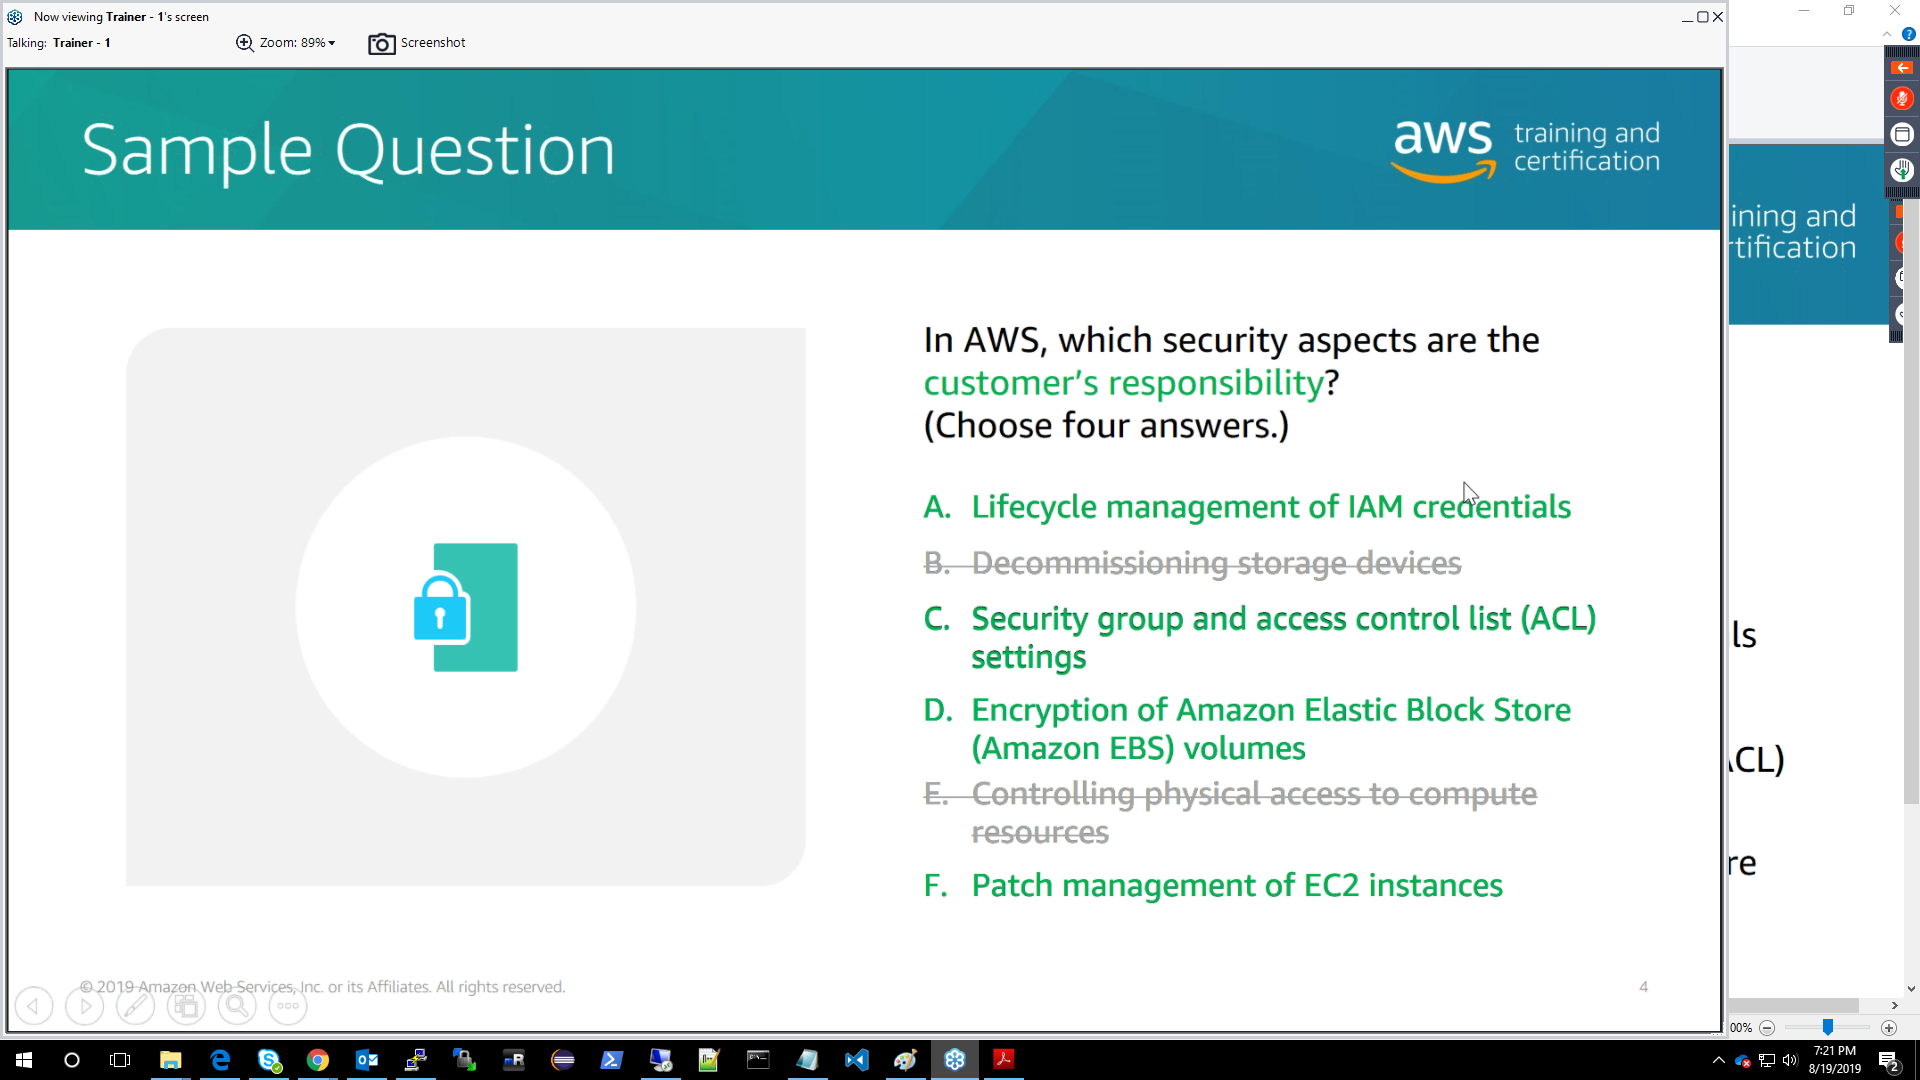 Now viewing Trainer - 1's screen
Talking: Trainer - 1
Zoom: 89%
Screenshot
Sample Question
aws training and
certification
ining and
rtification
In AWS, which security aspects are the
customer's responsibility?
(Choose four answers.)
A. Lifecycle management of IAM credentials
B. Decommissioning storage devices
C. Security group and access control list (ACL)
settings
D. Encryption of Amazon Elastic Block Store
(Amazon EBS) volumes
E. Controlling physical access to compute
resources
F. Patch management of EC2 instances
ls
CL)
re
© 2019 Amazon Web Services, Inc. or its Affiliates. All rights reserved.
4
00%
7:21 PM
8/19/2019
2